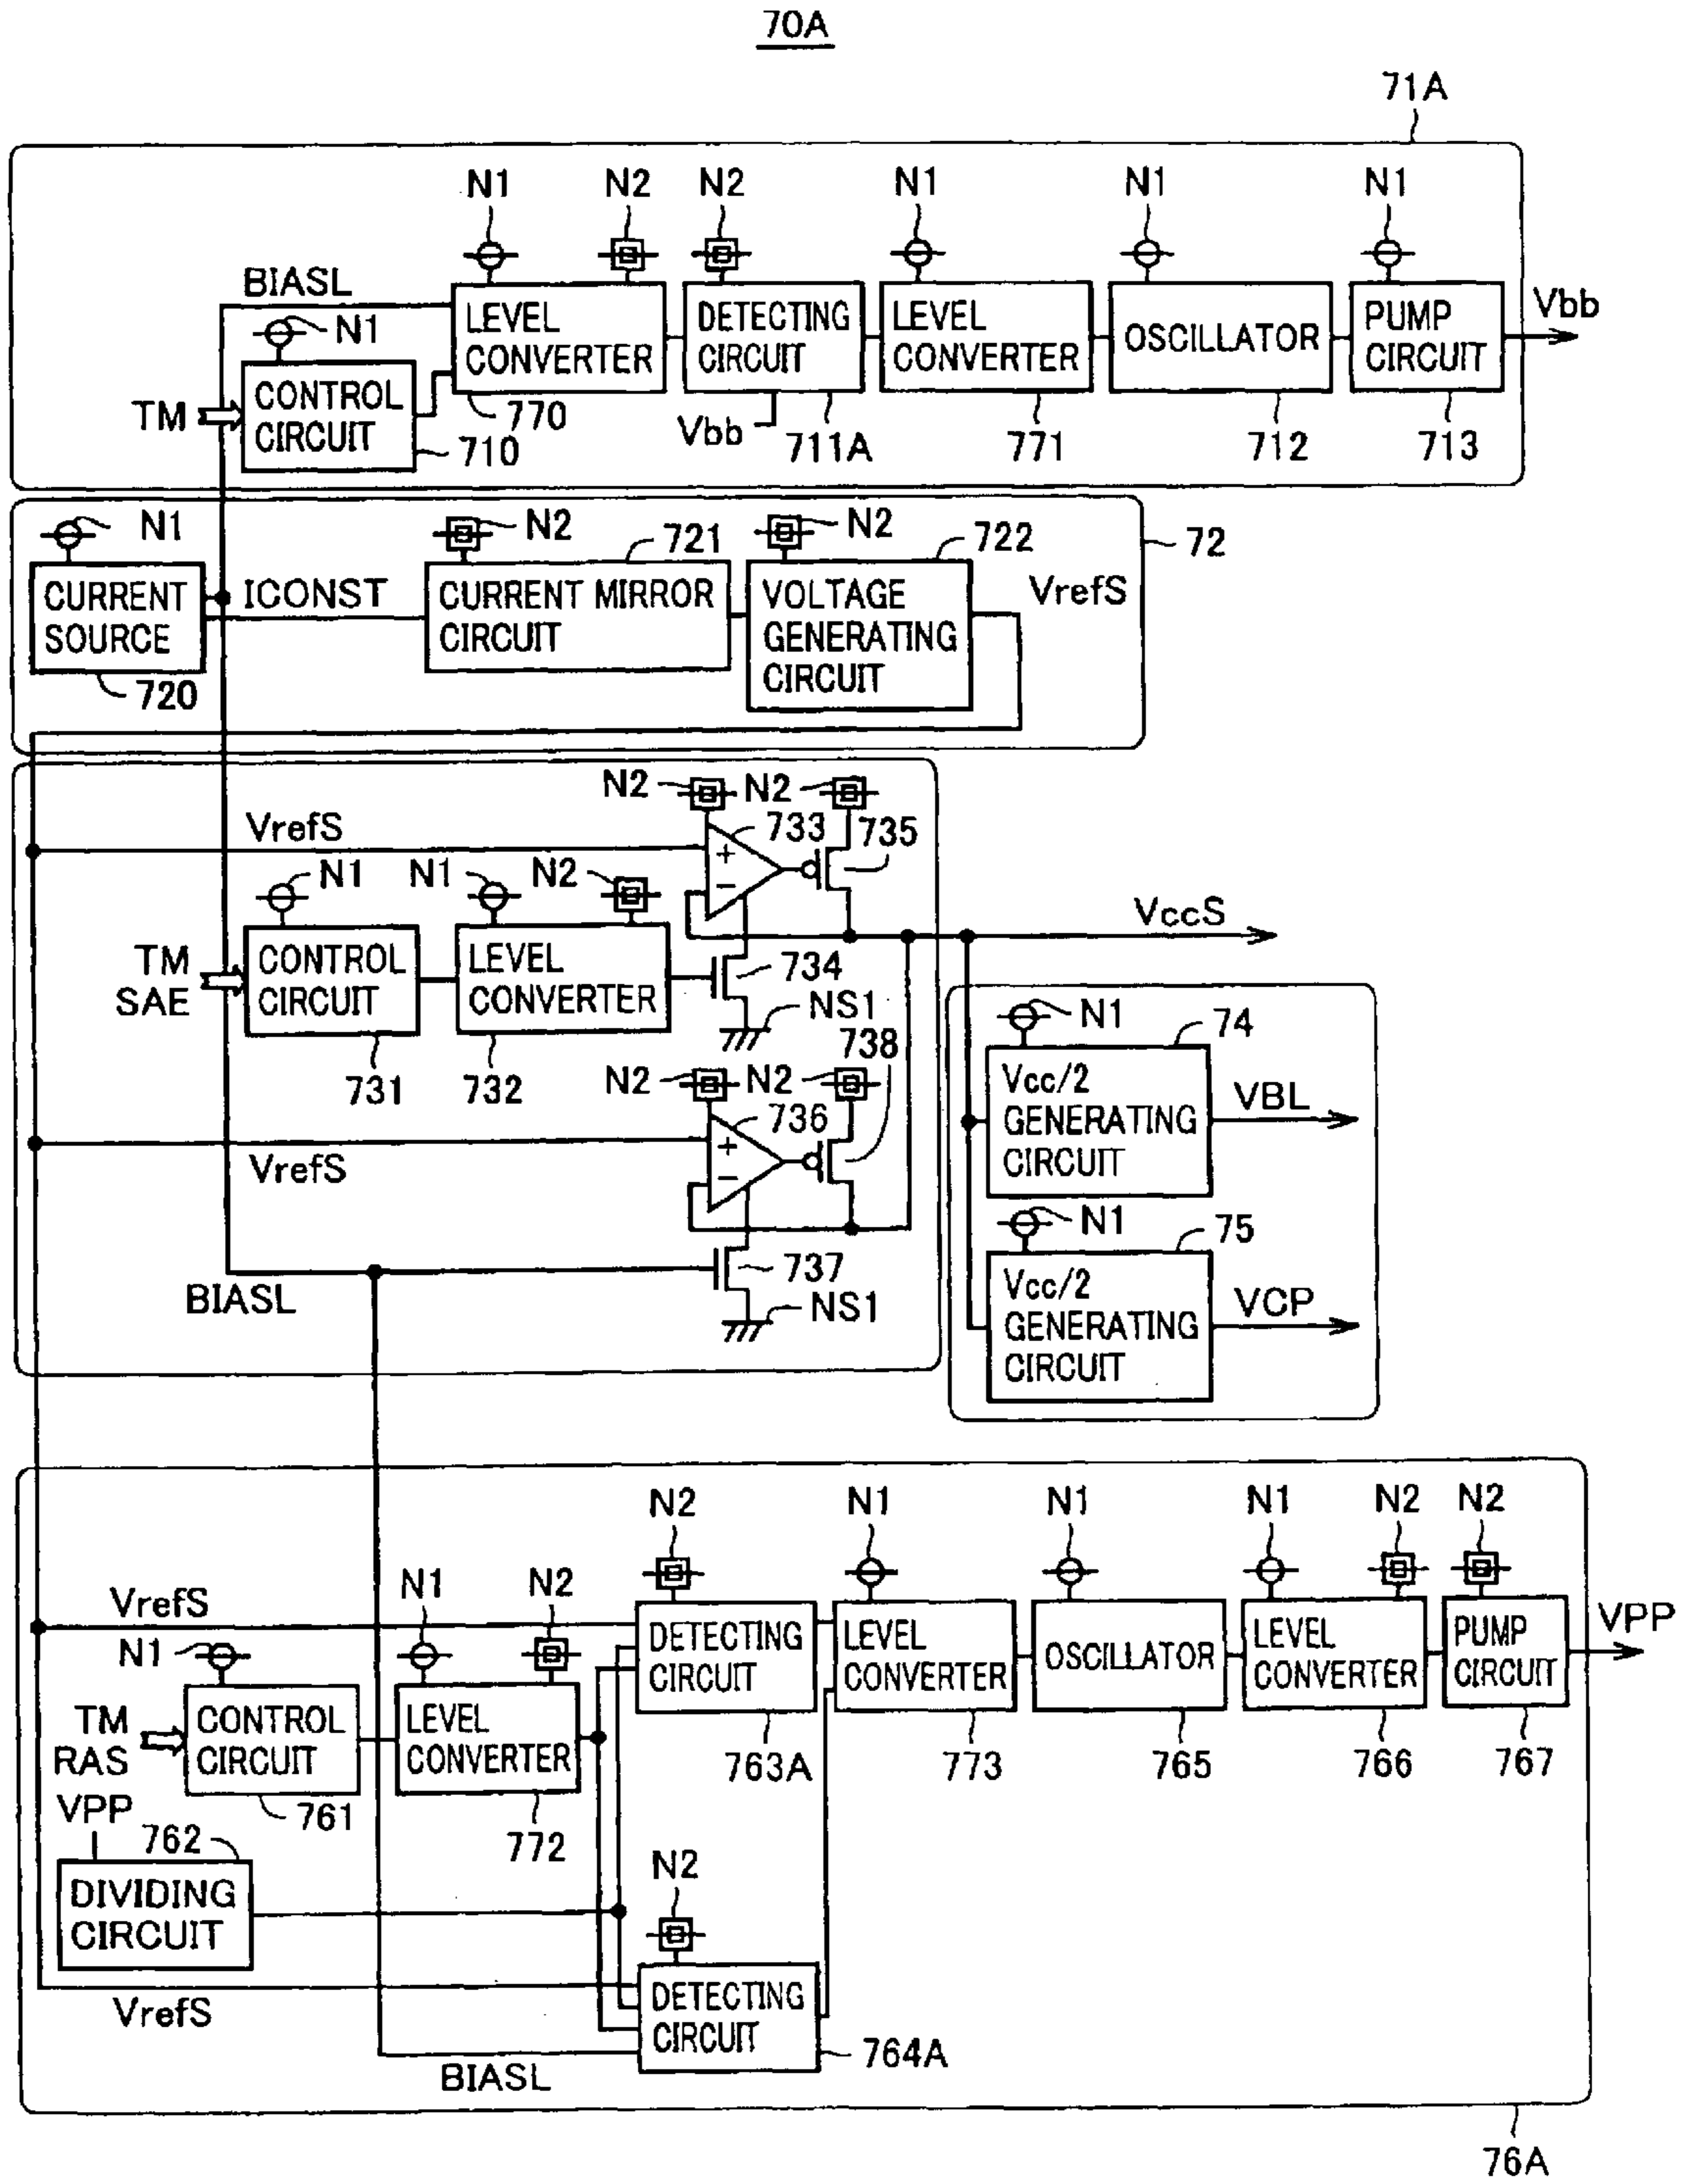 70A
71A
N1 N2 N2 N1 N1 N1
BIASL
N1
LEVEL
CONVERTER
DETECTING
CIRCUIT
LEVEL
CONVERTER
OSCILLATOR
PUMP
CIRCUIT
Vbb
TM
CONTROL
CIRCUIT
710
770
Vbb
711A
771
712
713
N1
N2
721
N2
722
72
CURRENT
SOURCE
ICONST
CURRENT MIRROR
CIRCUIT
VOLTAGE
GENERATING
CIRCUIT
VrefS
720
N2 N2
VrefS
733
735
N1 N1 N2
VccS
TM
SAE
CONTROL
CIRCUIT
LEVEL
CONVERTER
734
NS1
738
731
732
N2 N2
736
VrefS
737
BIASL
NS1
N1
74
Vcc/2
GENERATING
CIRCUIT
VBL
N1
75
Vcc/2
GENERATING
CIRCUIT
VCP
N2 N1 N1 N1 N2 N2
VrefS
N1 N2
N1
DETECTING
CIRCUIT
LEVEL
CONVERTER
OSCILLATOR
LEVEL
CONVERTER
PUMP
CIRCUIT
VPP
TM
RAS
CONTROL
CIRCUIT
LEVEL
CONVERTER
763A
773
765
766
767
VPP
762
761
772
N2
DIVIDING
CIRCUIT
VrefS
DETECTING
CIRCUIT
764A
BIASL
76A